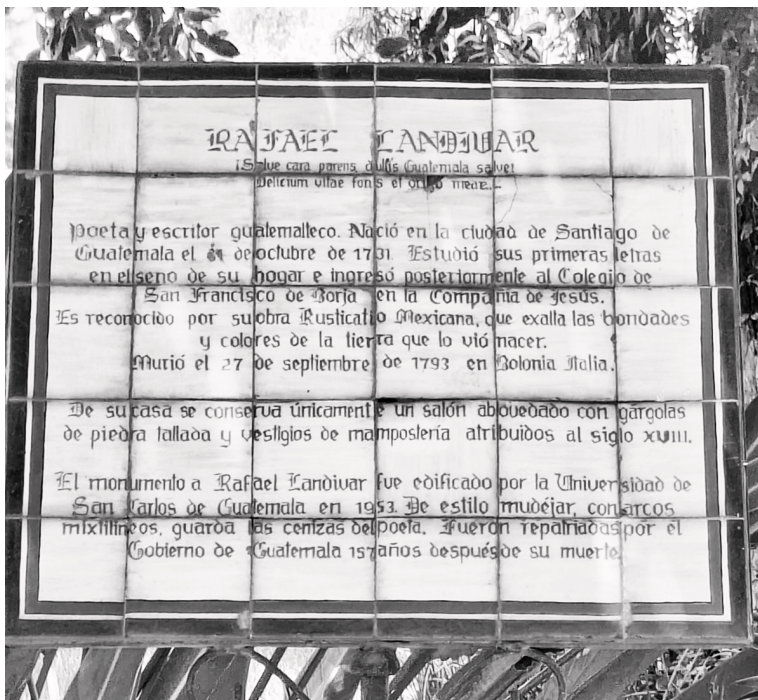 RAFAEL LANDIVAR
¡Salve cara parens, dulcis Guatemala salve!
Delicium vitae fons et origo meae.-
Poeta y escritor guatemalteco. Nació en la ciudad de Santiago de
Guatemala el de octubre de 1731. Estudió sus primeras letras
en el seno de su hogar e ingresó posteriormente al Colegio de
San Francisco de Borja en la Compañía de Jesús.
Es reconocido por su obra Rusticatio Mexicana, que exalta las bondades
y colores de la tierra que lo vió nacer.
Murió el 27 de septiembre de 1793 en Bolonia Italia.
De su casa se conserva únicamente un salón abovedado con gárgolas
de piedra tallada y vestigios de mampostería atribuidos al siglo XVIII.
El monumento a Rafael Landivar fue edificado por la Universidad de
San Carlos de Guatemala en 1953. De estilo mudéjar, con arcos
mixtilíneos, guarda las cenizas del poeta. Fueron repatriadas por el
Gobierno de Guatemala 157 años después de su muerte.